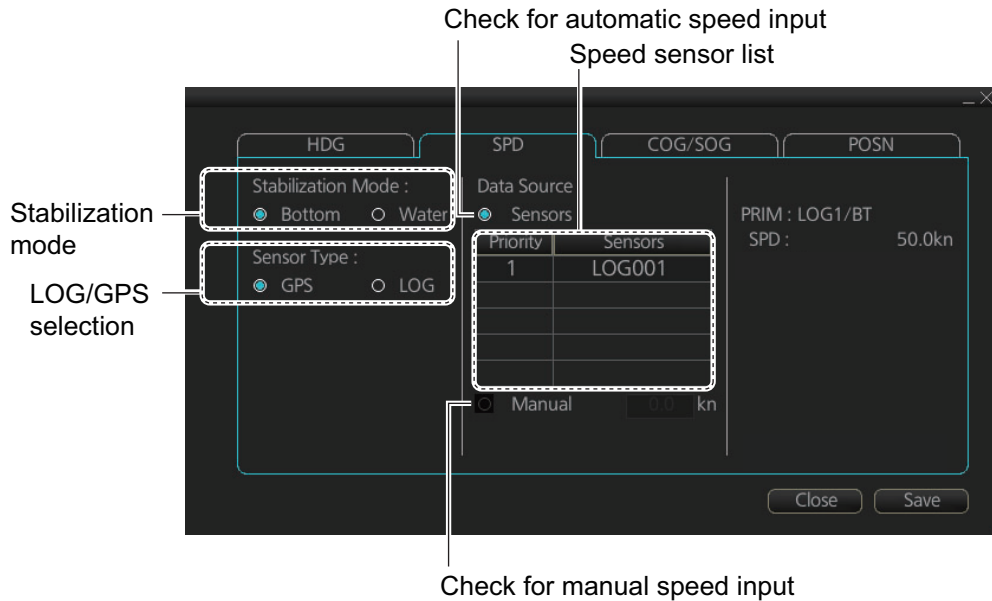 Check for automatic speed input
Speed sensor list
HDG SPD COG/SOG POSN
Stabilization Mode : Data Source
Bottom Water Sensors PRIM : LOG1/BT
Stabilization mode
Priority Sensors SPD : 50.0kn
Sensor Type : 1 LOG001
GPS LOG
LOG/GPS selection
Manual 0.0 kn
Close Save
Check for manual speed input